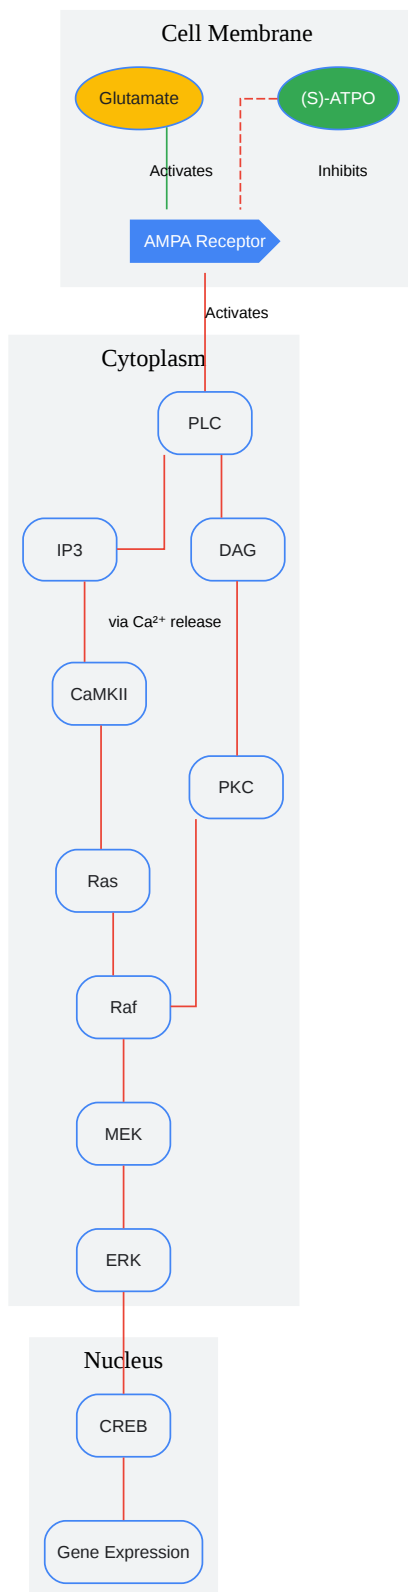 Cell Membrane
Glutamate
(S)-ATPO
Activates
Inhibits
AMPA Receptor
Activates
Cytoplasm
PLC
IP3
DAG
via Ca²⁺ release
CaMKII
PKC
Ras
Raf
MEK
ERK
Nucleus
CREB
Gene Expression